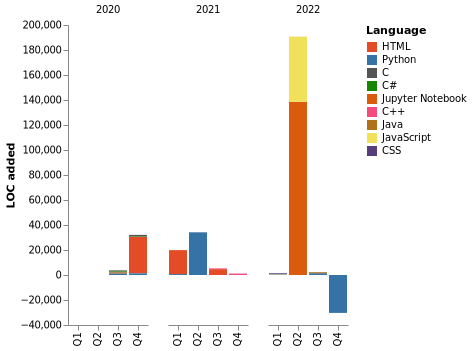 2020 2021 2022
200,000
180,000
160,000
140,000
120,000
100,000
80,000
60,000
40,000
20,000
0
−20,000
−40,000
LOC added
Q1 Q2 Q3 Q4 Q1 Q2 Q3 Q4 Q1 Q2 Q3 Q4
Language
HTML
Python
C
C#
Jupyter Notebook
C++
Java
JavaScript
CSS